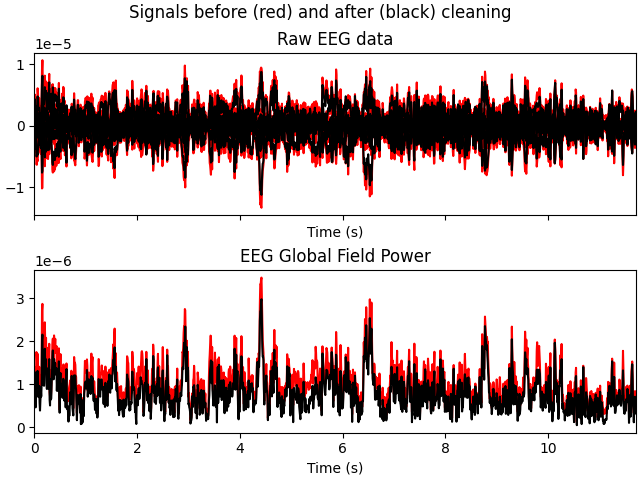 Signals before (red) and after (black) cleaning
Raw EEG data
1e−5
1
0
−1
Time (s)
EEG Global Field Power
1e−6
3
2
1
0
0 2 4 6 8 10
Time (s)